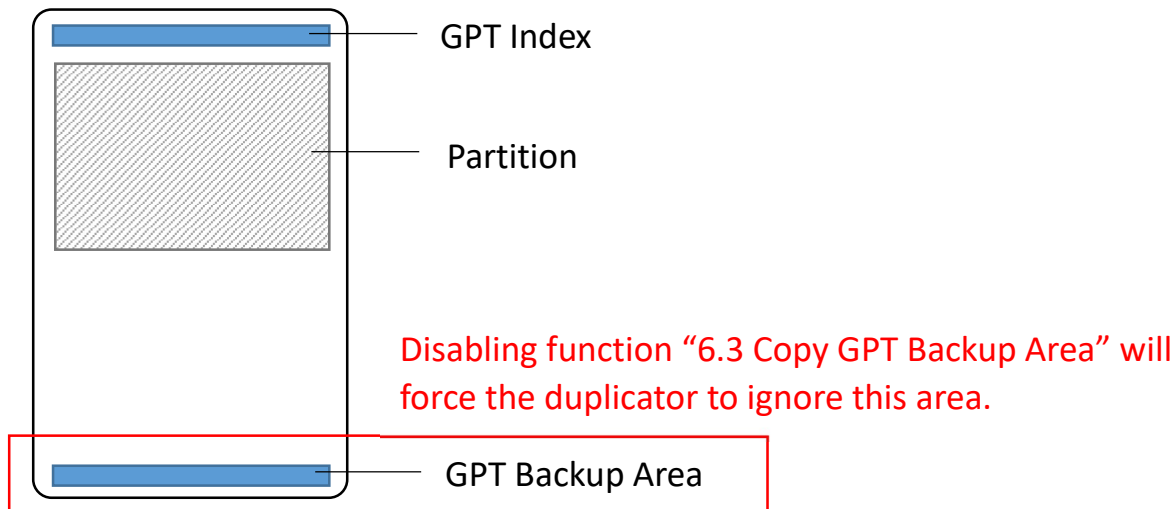 GPT Index
Partition
Disabling function “6.3 Copy GPT Backup Area” will
force the duplicator to ignore this area.
GPT Backup Area